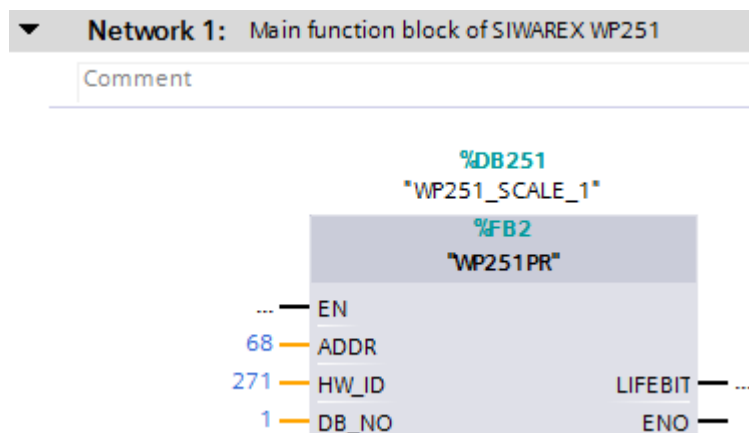 Network 1: Main function block of SIWAREX WP251
Comment
%DB251
"WP251_SCALE_1"
%FB2
"WP251PR"
... EN
68 ADDR
271 HW_ID LIFEBIT ...
1 DB_NO ENO